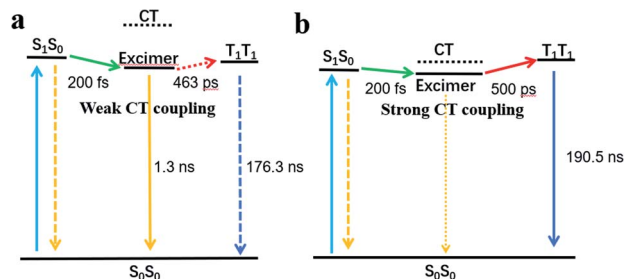 a
CT
S₁S₀
Excimer
T₁T₁
200 fs
463 ps
Weak CT coupling
1.3 ns
176.3 ns
S₀S₀
b
CT
S₁S₀
T₁T₁
Excimer
200 fs
500 ps
Strong CT coupling
190.5 ns
S₀S₀